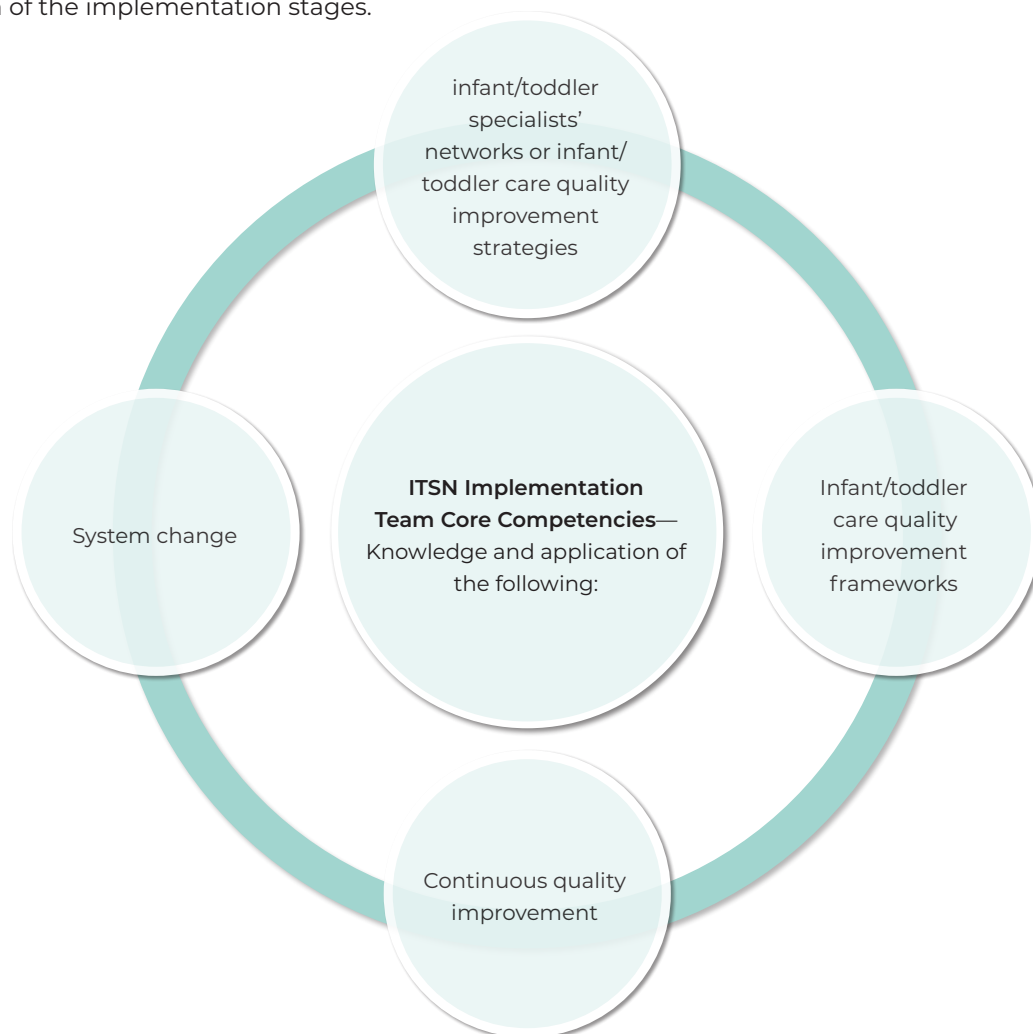 of the implementation stages.
infant/toddler
specialists’
networks or infant/
toddler care quality
improvement
strategies
ITSN Implementation
Team Core Competencies—
Knowledge and application of
the following:
System change
Infant/toddler
care quality
improvement
frameworks
Continuous quality
improvement